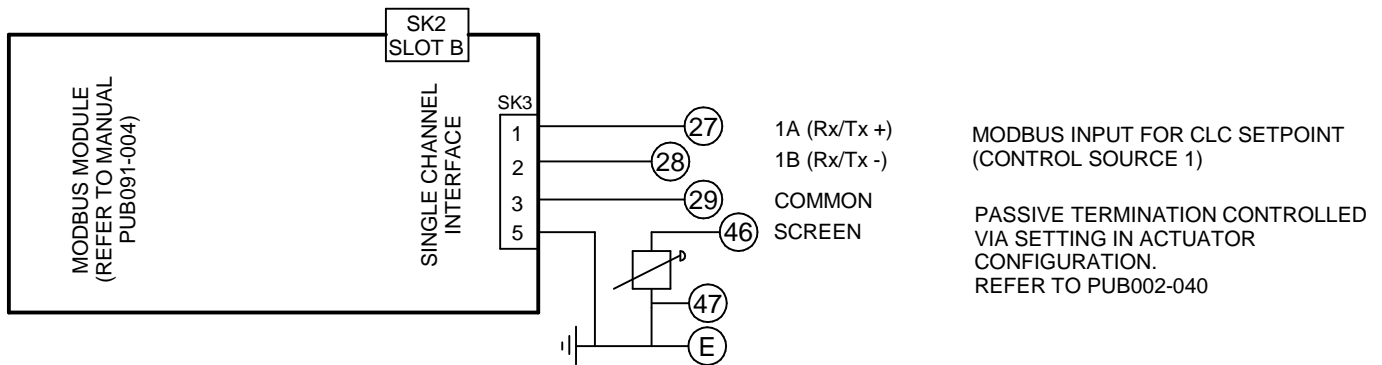 SK2
SLOT B
MODBUS MODULE
(REFER TO MANUAL
PUB091-004)
SINGLE CHANNEL
INTERFACE
SK3
1
2
3
5
27
28
29
46
47
E
1A (Rx/Tx +)
1B (Rx/Tx -)
COMMON
SCREEN
MODBUS INPUT FOR CLC SETPOINT
(CONTROL SOURCE 1)
PASSIVE TERMINATION CONTROLLED
VIA SETTING IN ACTUATOR
CONFIGURATION.
REFER TO PUB002-040